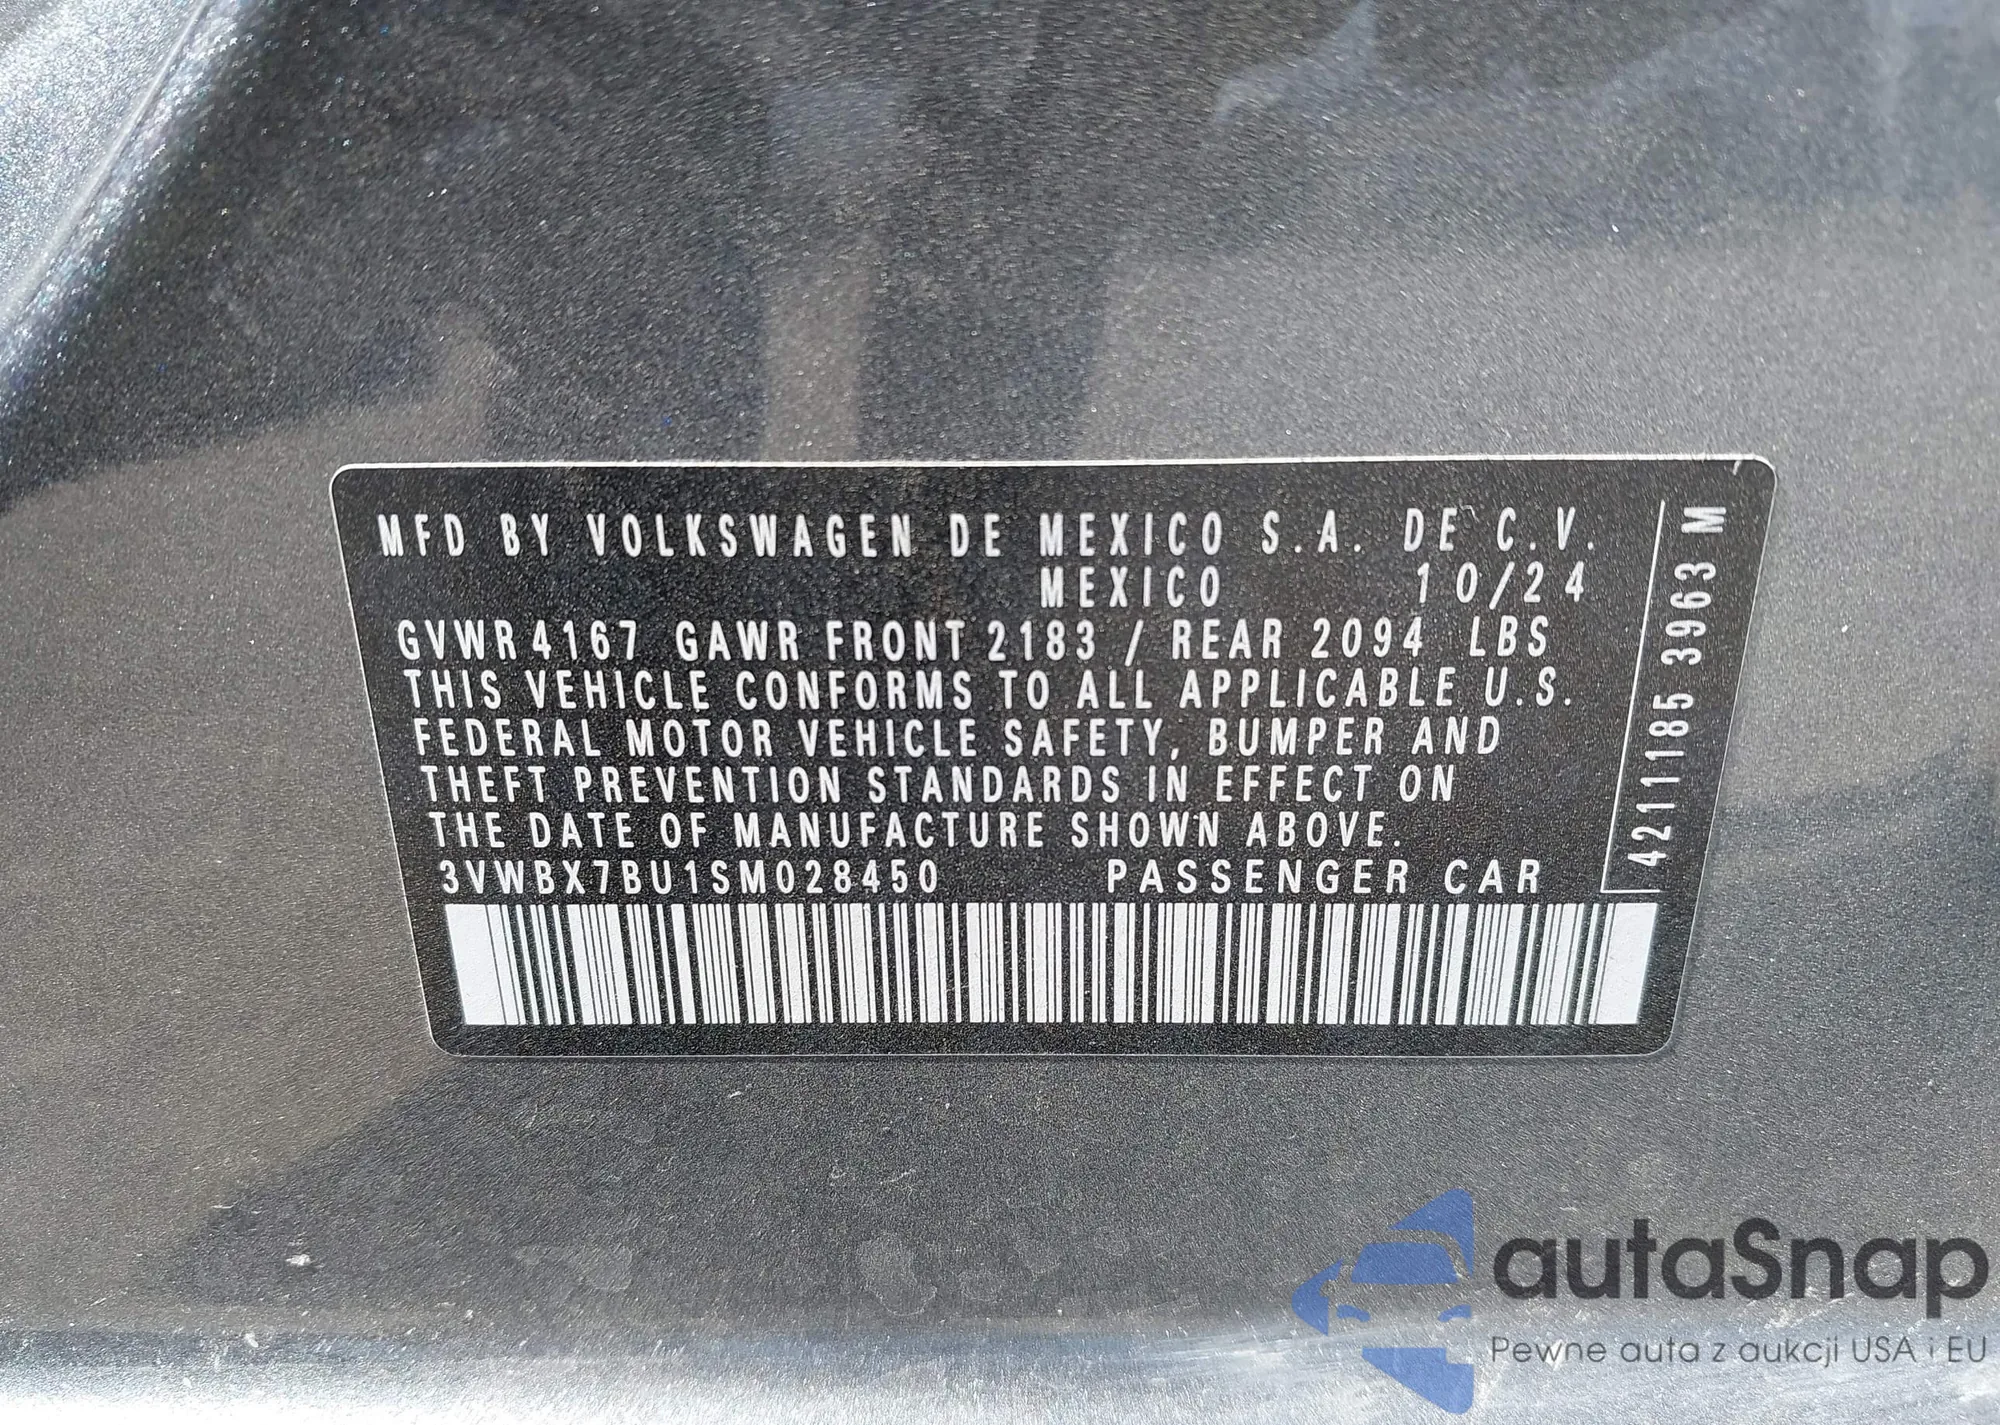 MFD BY VOLKSWAGEN DE MEXICO S.A. DE C.V.
MEXICO 10/24
GVWR 4167 GAWR FRONT 2183 / REAR 2094 LBS
THIS VEHICLE CONFORMS TO ALL APPLICABLE U.S.
FEDERAL MOTOR VEHICLE SAFETY, BUMPER AND
THEFT PREVENTION STANDARDS IN EFFECT ON
THE DATE OF MANUFACTURE SHOWN ABOVE.
3VWBX7BU1SM028450 PASSENGER CAR
4211185 3963 M
autaSnap
Pewne auta z aukcji USA i EU